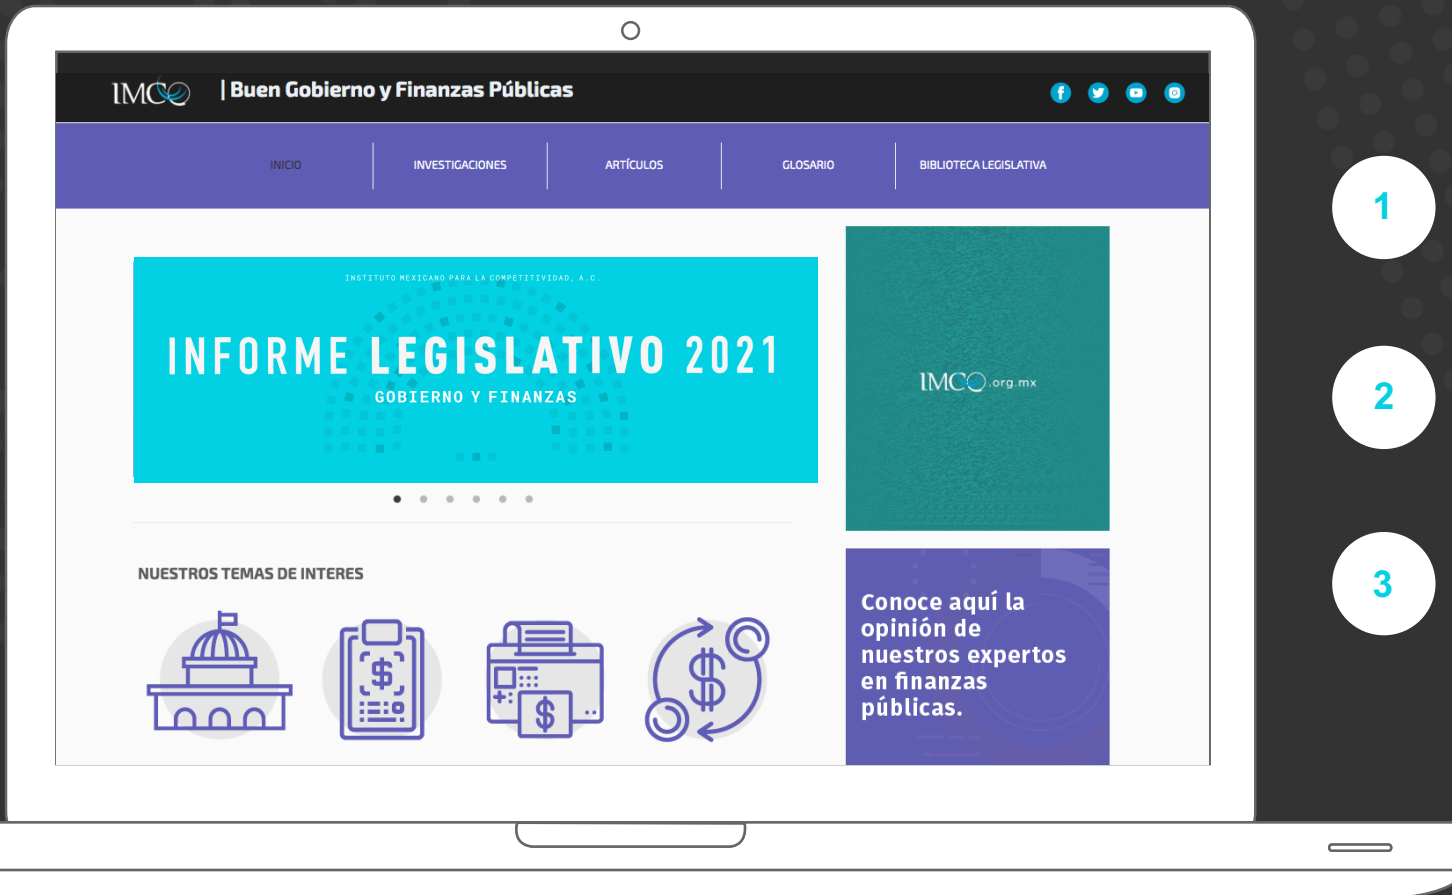 IMCO
| Buen Gobierno y Finanzas Públicas
INICIO
INVESTIGACIONES
ARTÍCULOS
GLOSARIO
BIBLIOTECA LEGISLATIVA
INSTITUTO MEXICANO PARA LA COMPETITIVIDAD, A.C.
INFORME LEGISLATIVO 2021
GOBIERNO Y FINANZAS
IMCO.org.mx
NUESTROS TEMAS DE INTERES
$
$
$
Conoce aquí la
opinión de
nuestros expertos
en finanzas
públicas.
1
2
3